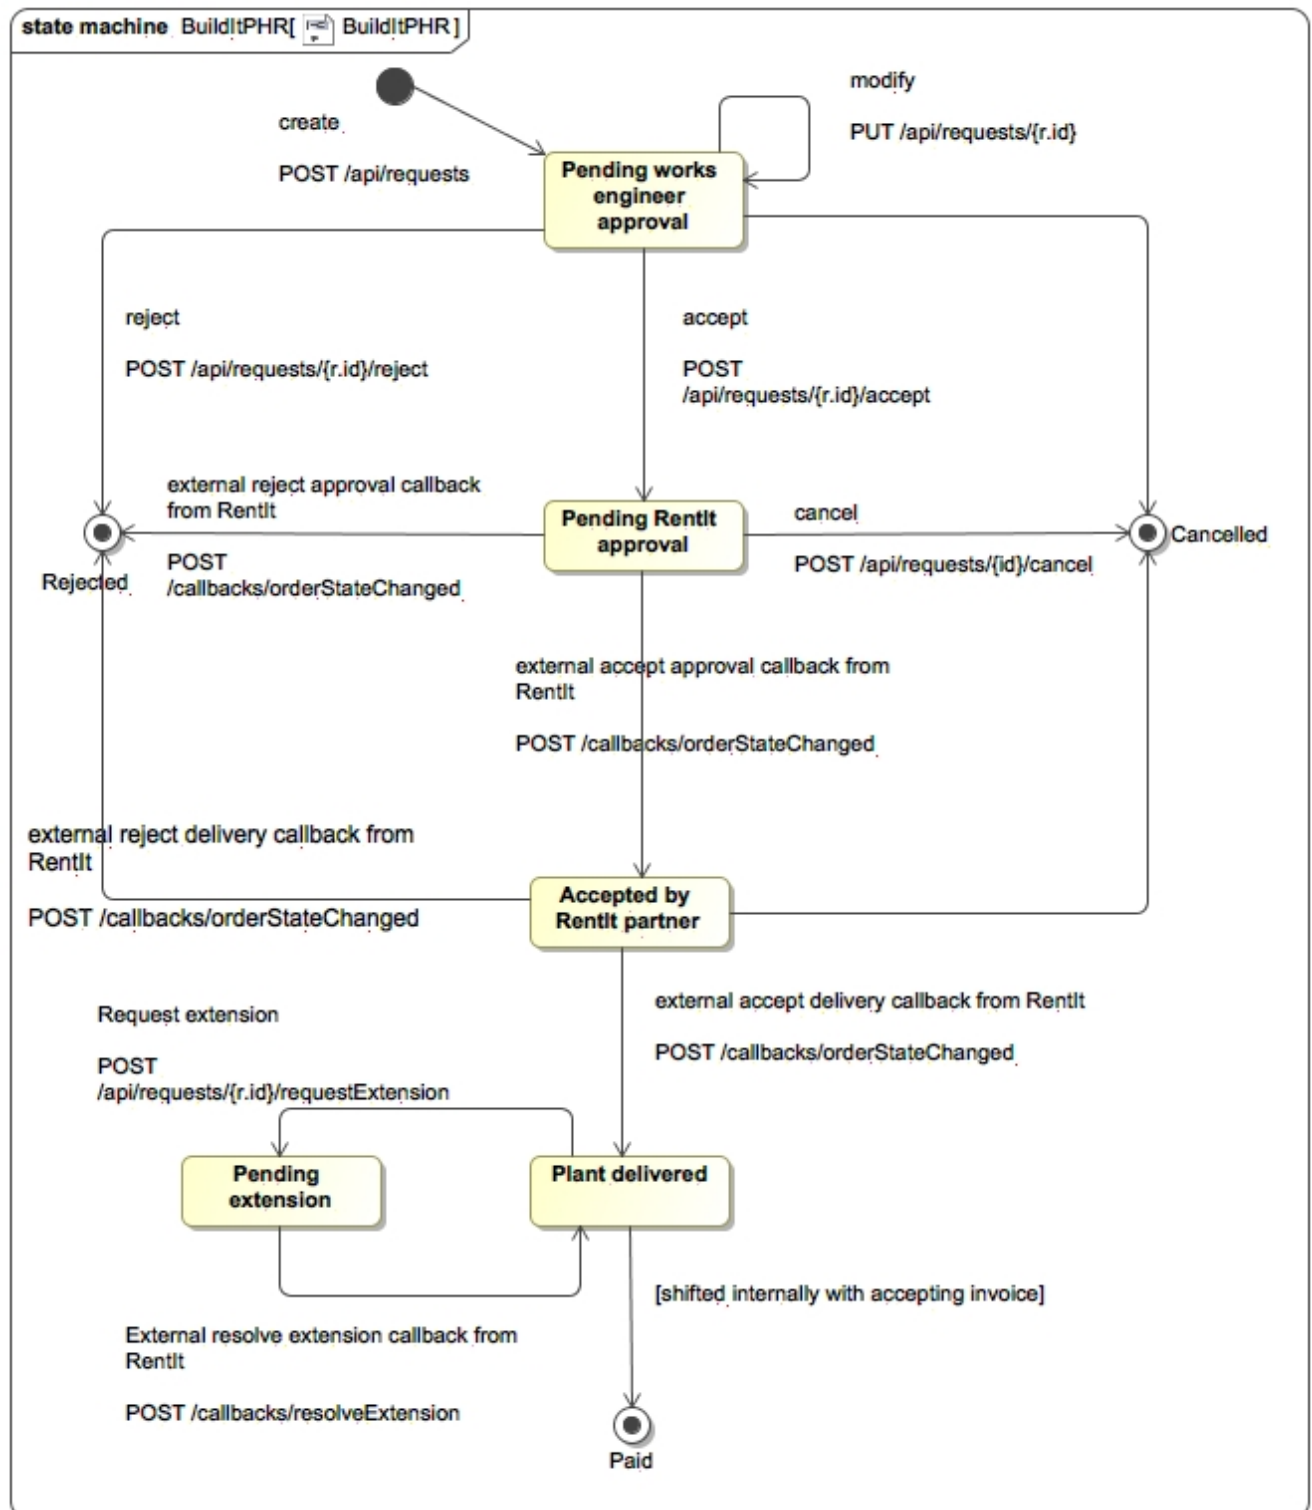 state machine BuildItPHR[ BuildItPHR ]
create
POST /api/requests
modify
PUT /api/requests/{r.id}
Pending works
engineer
approval
reject
POST /api/requests/{r.id}/reject
accept
POST
/api/requests/{r.id}/accept
external reject approval callback
from RentIt
POST
/callbacks/orderStateChanged
Pending RentIt
approval
cancel
POST /api/requests/{id}/cancel
Cancelled
Rejected
external accept approval callback from
RentIt
POST /callbacks/orderStateChanged
external reject delivery callback from
RentIt
POST /callbacks/orderStateChanged
Accepted by
RentIt partner
external accept delivery callback from RentIt
POST /callbacks/orderStateChanged
Request extension
POST
/api/requests/{r.id}/requestExtension
Pending
extension
Plant delivered
[shifted internally with accepting invoice]
External resolve extension callback from
RentIt
POST /callbacks/resolveExtension
Paid